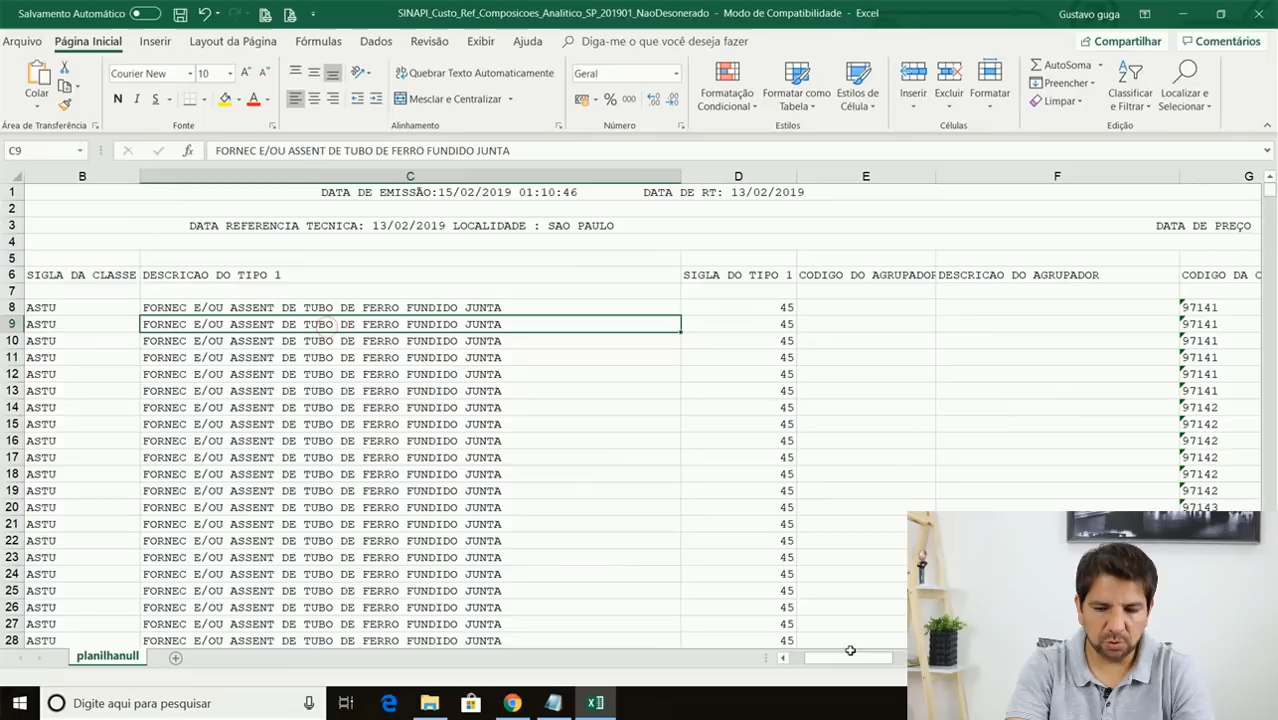 Salvamento Automático
SINAPI_Custo_Ref_Composicoes_Analitico_SP_201901_NaoDesonerado - Modo de Compatibilidade - Excel
Gustavo guga
Arquivo Página Inicial Inserir Layout da Página Fórmulas Dados Revisão Exibir Ajuda Diga-me o que você deseja fazer Compartilhar Comentários
Colar Courier New 10 Quebrar Texto Automaticamente Geral Formatação Condicional Formatar como Tabela Estilos de Célula Inserir Excluir Formatar AutoSoma Classificar e Filtrar Localizar e Selecionar
N I S A Mesclar e Centralizar % 000 Preencher Limpar
Área de Transferência Fonte Alinhamento Número Estilos Células Edição
C9 fx FORNEC E/OU ASSENT DE TUBO DE FERRO FUNDIDO JUNTA
B C D E F G
1 DATA DE EMISSÃO:15/02/2019 01:10:46 DATA DE RT: 13/02/2019
2
3 DATA REFERENCIA TECNICA: 13/02/2019 LOCALIDADE : SAO PAULO DATA DE PREÇO
4
5
6 SIGLA DA CLASSE DESCRICAO DO TIPO 1 SIGLA DO TIPO 1 CODIGO DO AGRUPADOR DESCRICAO DO AGRUPADOR CODIGO DA C
7
8 ASTU FORNEC E/OU ASSENT DE TUBO DE FERRO FUNDIDO JUNTA 45 97141
9 ASTU FORNEC E/OU ASSENT DE TUBO DE FERRO FUNDIDO JUNTA 45 97141
10 ASTU FORNEC E/OU ASSENT DE TUBO DE FERRO FUNDIDO JUNTA 45 97141
11 ASTU FORNEC E/OU ASSENT DE TUBO DE FERRO FUNDIDO JUNTA 45 97141
12 ASTU FORNEC E/OU ASSENT DE TUBO DE FERRO FUNDIDO JUNTA 45 97141
13 ASTU FORNEC E/OU ASSENT DE TUBO DE FERRO FUNDIDO JUNTA 45 97141
14 ASTU FORNEC E/OU ASSENT DE TUBO DE FERRO FUNDIDO JUNTA 45 97142
15 ASTU FORNEC E/OU ASSENT DE TUBO DE FERRO FUNDIDO JUNTA 45 97142
16 ASTU FORNEC E/OU ASSENT DE TUBO DE FERRO FUNDIDO JUNTA 45 97142
17 ASTU FORNEC E/OU ASSENT DE TUBO DE FERRO FUNDIDO JUNTA 45 97142
18 ASTU FORNEC E/OU ASSENT DE TUBO DE FERRO FUNDIDO JUNTA 45 97142
19 ASTU FORNEC E/OU ASSENT DE TUBO DE FERRO FUNDIDO JUNTA 45 97142
20 ASTU FORNEC E/OU ASSENT DE TUBO DE FERRO FUNDIDO JUNTA 45 97143
21 ASTU FORNEC E/OU ASSENT DE TUBO DE FERRO FUNDIDO JUNTA 45
22 ASTU FORNEC E/OU ASSENT DE TUBO DE FERRO FUNDIDO JUNTA 45
23 ASTU FORNEC E/OU ASSENT DE TUBO DE FERRO FUNDIDO JUNTA 45
24 ASTU FORNEC E/OU ASSENT DE TUBO DE FERRO FUNDIDO JUNTA 45
25 ASTU FORNEC E/OU ASSENT DE TUBO DE FERRO FUNDIDO JUNTA 45
26 ASTU FORNEC E/OU ASSENT DE TUBO DE FERRO FUNDIDO JUNTA 45
27 ASTU FORNEC E/OU ASSENT DE TUBO DE FERRO FUNDIDO JUNTA 45
28 ASTU FORNEC E/OU ASSENT DE TUBO DE FERRO FUNDIDO JUNTA 45
planilhanull
Digite aqui para pesquisar